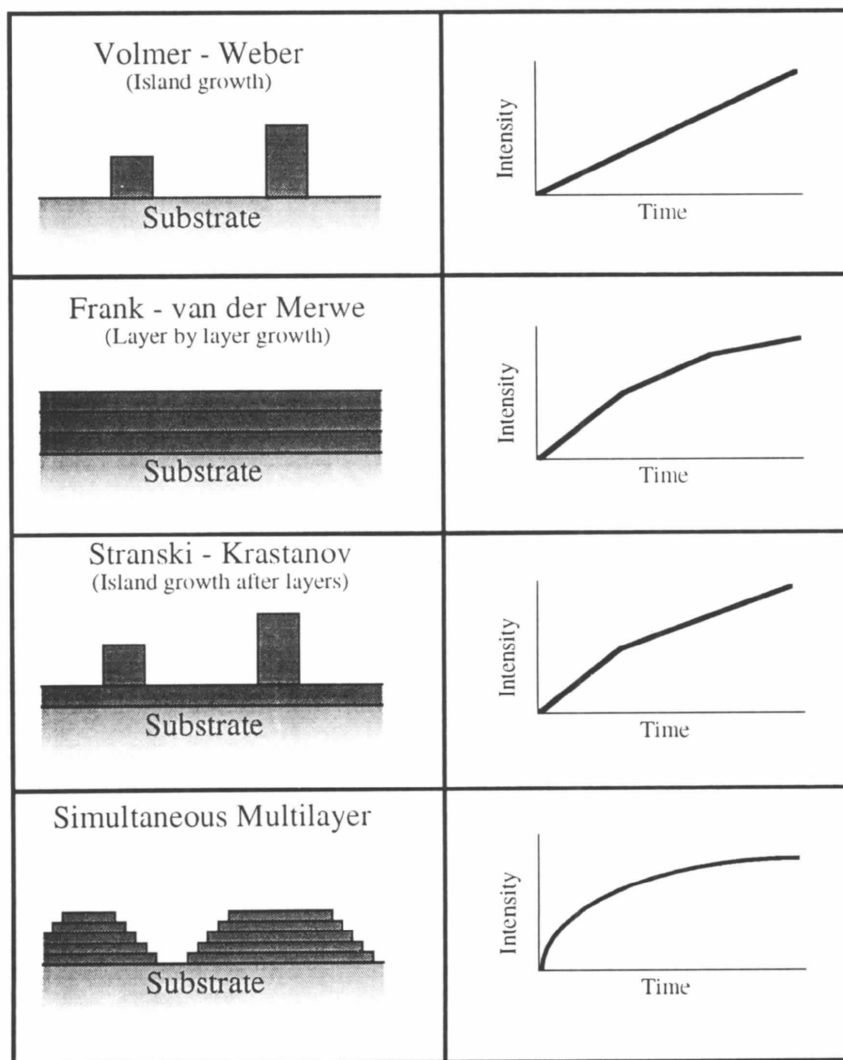 Volmer - Weber
(Island growth)
Substrate
Intensity
Time
Frank - van der Merwe
(Layer by layer growth)
Substrate
Intensity
Time
Stranski - Krastanov
(Island growth after layers)
Substrate
Intensity
Time
Simultaneous Multilayer
Substrate
Intensity
Time